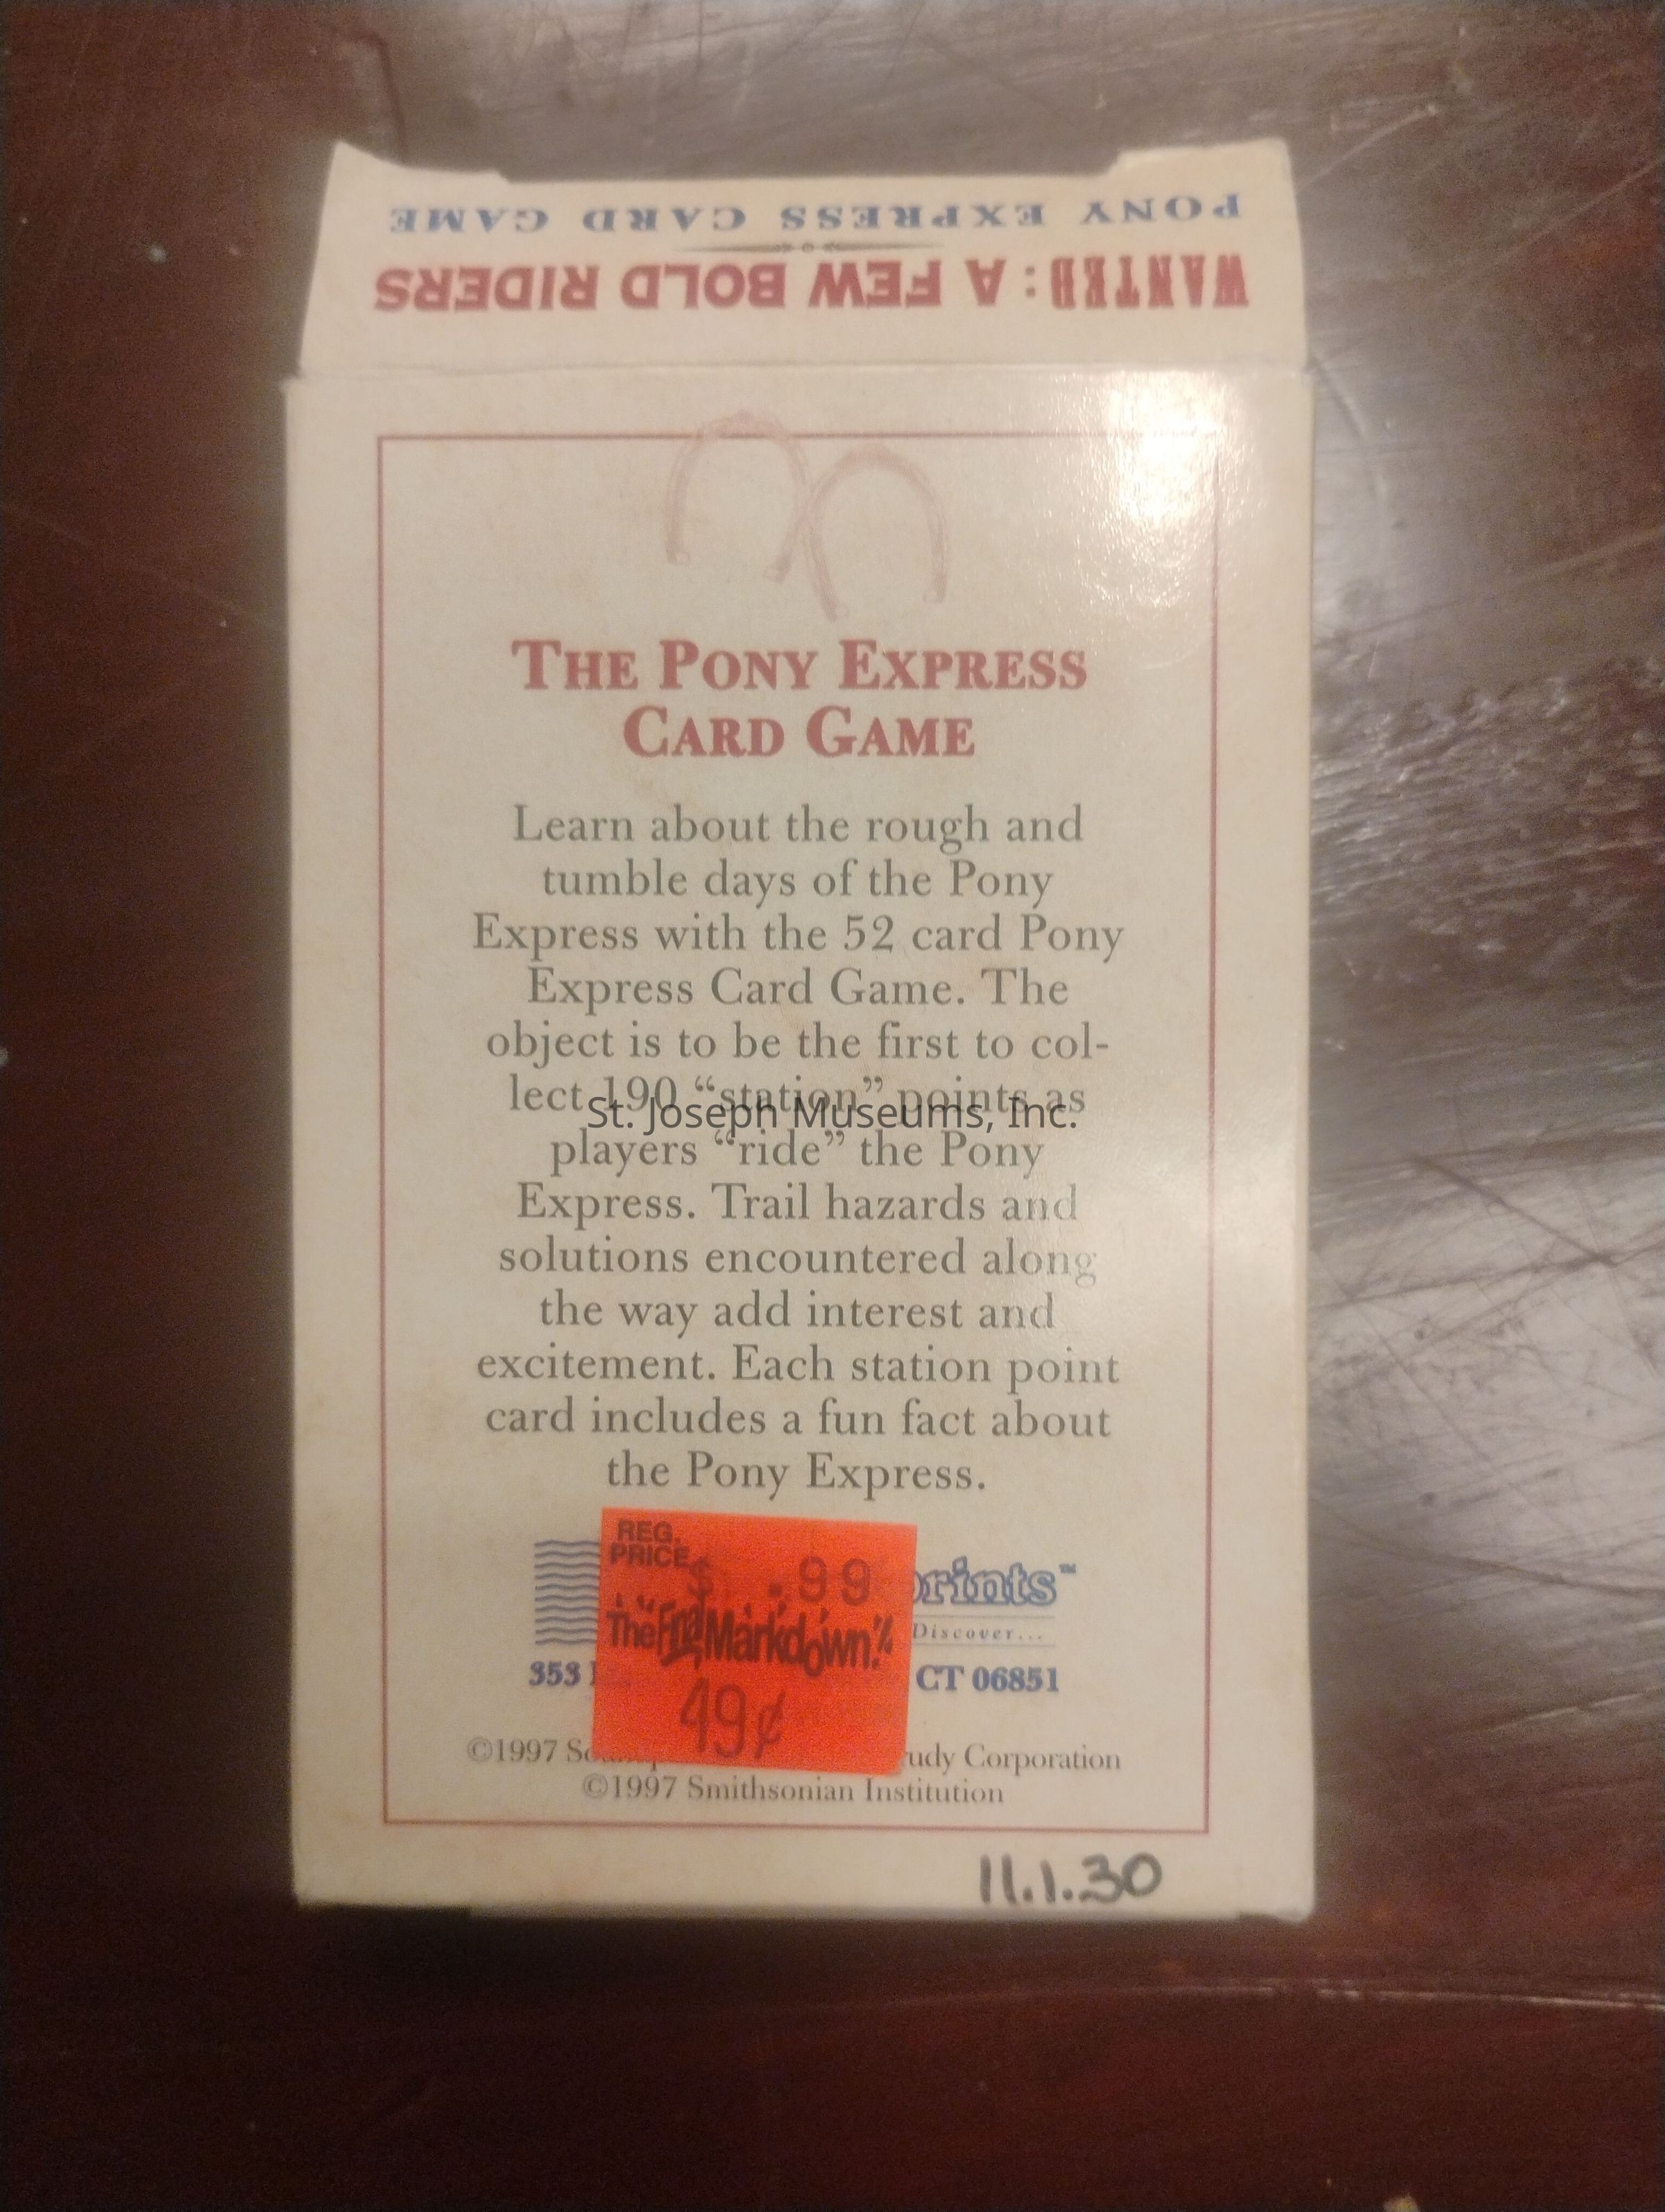 PONY EXPRESS CARD GAME
WANTED: A FEW BOLD RIDERS
THE PONY EXPRESS
CARD GAME
Learn about the rough and
tumble days of the Pony
Express with the 52 card Pony
Express Card Game. The
object is to be the first to col-
lect 190 “station” points as
St. Joseph Museums, Inc.
players “ride” the Pony
Express. Trail hazards and
solutions encountered along
the way add interest and
excitement. Each station point
card includes a fun fact about
the Pony Express.
REG.
PRICE $ .99
"The Final Markdown"
49¢
prints™
Discover...
353
CT 06851
©1997
udy Corporation
©1997 Smithsonian Institution
11.1.30